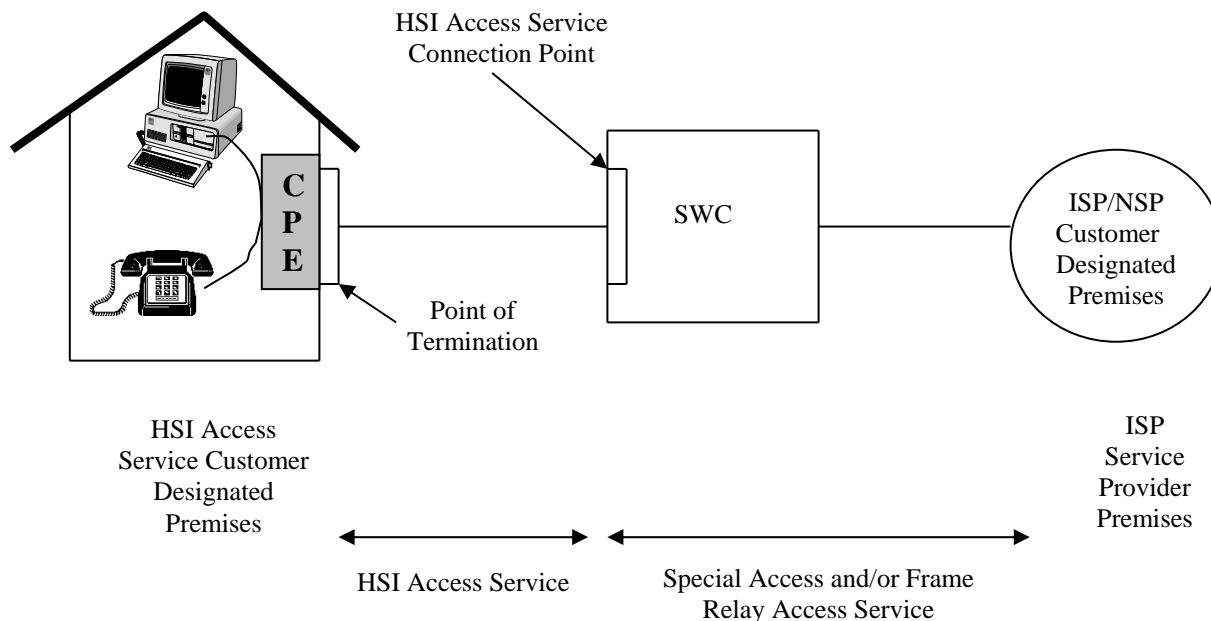 HSI Access Service
Connection Point
C
P
E
SWC
ISP/NSP
Customer
Designated
Premises
Point of
Termination
HSI Access
Service Customer
Designated
Premises
ISP
Service
Provider
Premises
HSI Access Service
Special Access and/or Frame
Relay Access Service